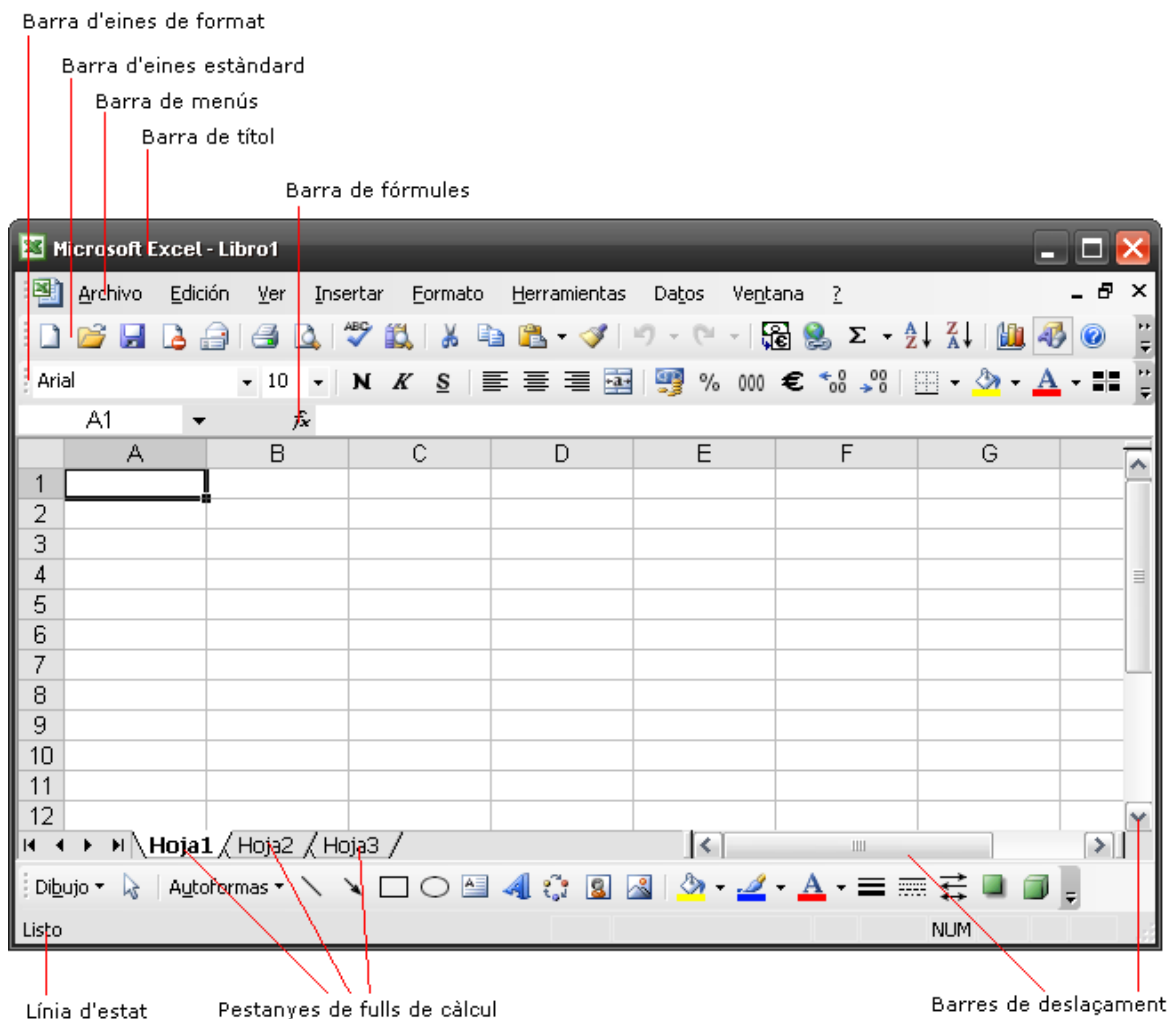 Barra d'eines de format
Barra d'eines estàndard
Barra de menús
Barra de títol
Barra de fórmules
Microsoft Excel - Libro1
Archivo Edición Ver Insertar Formato Herramientas Datos Ventana ?
ABC Σ A Z Z A
Arial 10 N K S a % 000 € A
A1 fx
A B C D E F G
1
2
3
4
5
6
7
8
9
10
11
12
Hoja1 Hoja2 Hoja3
Dibujo Autoformas A A
Listo NUM
Línia d'estat Pestanyes de fulls de càlcul Barres de deslaçament